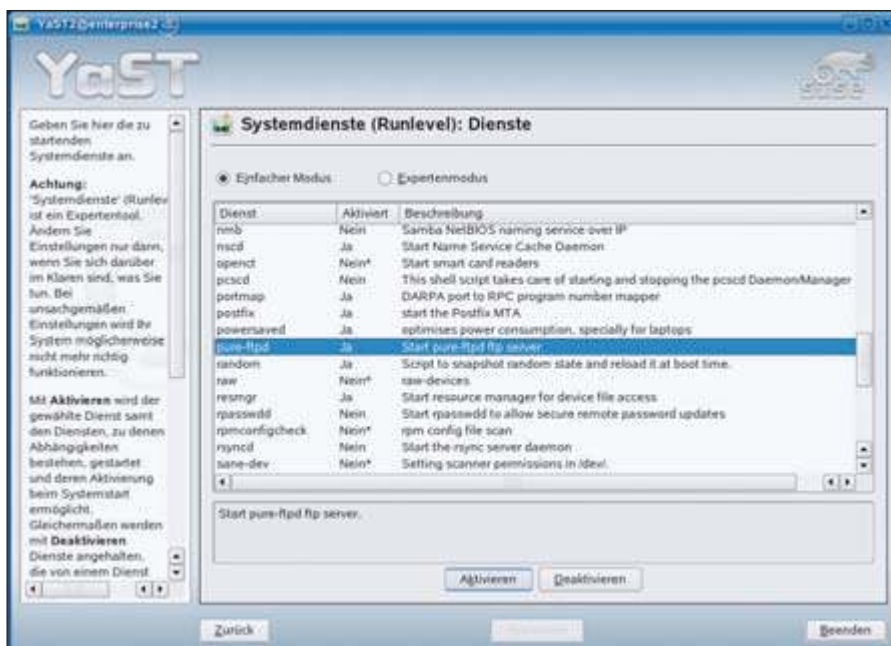 YaST2@enterprise2
YaST
SUSE
Geben Sie hier die zu
startenden
Systemdienste an.
Achtung:
'Systemdienste' (Runlev
ist ein Expertentool.
Ändern Sie
Einstellungen nur dann,
wenn Sie sich darüber
im Klaren sind, was Sie
tun. Bei
unsachgemäßen
Einstellungen wird Ihr
System möglicherweise
nicht mehr richtig
funktionieren.
Mit Aktivieren wird der
gewählte Dienst samt
den Diensten, zu denen
Abhängigkeiten
bestehen, gestartet
und deren Aktivierung
beim Systemstart
ermöglicht.
Gleichermaßen werden
mit Deaktivieren
Dienste angehalten,
die von einem Dienst
Systemdienste (Runlevel): Dienste
Einfacher Modus Expertenmodus
Dienst Aktiviert Beschreibung
nmb Nein Samba NetBIOS naming service over IP
nscd Ja Start Name Service Cache Daemon
openct Nein* Start smart card readers
pcscd Nein This shell script takes care of starting and stopping the pcscd DaemonManager
portmap Ja DARPA port to RPC program number mapper
postfix Ja start the Postfix MTA
powersaved Ja optimises power consumption, specially for laptops
pure-ftpd Ja Start pure-ftpd ftp server
random Ja Script to snapshot random state and reload it at boot time.
raw Nein* raw-devices
resmgr Ja Start resource manager for device file access
rpasswdd Nein Start rpasswdd to allow secure remote password updates
rpmconfigcheck Nein* rpm config file scan
rsyncd Nein Start the rsync server daemon
sane-dev Nein* Setting scanner permissions in /dev/.
Start pure-ftpd ftp server.
Aktivieren Deaktivieren
Zurück Beenden